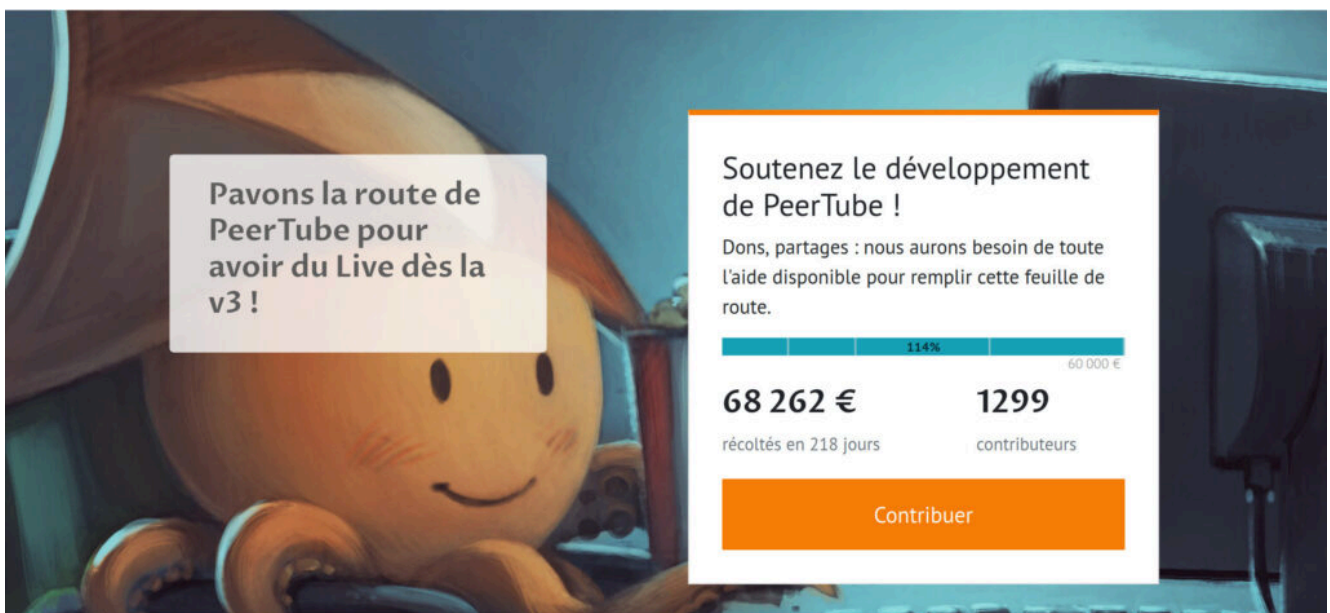 Pavons la route de
PeerTube pour
avoir du Live dès la
v3 !
Soutenez le développement
de PeerTube !
Dons, partages : nous aurons besoin de toute
l'aide disponible pour remplir cette feuille de
route.
114%
60 000 €
68 262 €
récoltés en 218 jours
1299
contributeurs
Contribuer